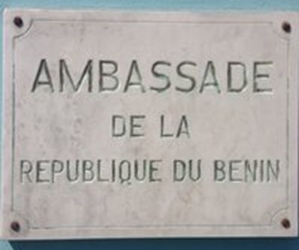 AMBASSADE
DE LA
REPUBLIQUE DU BENIN